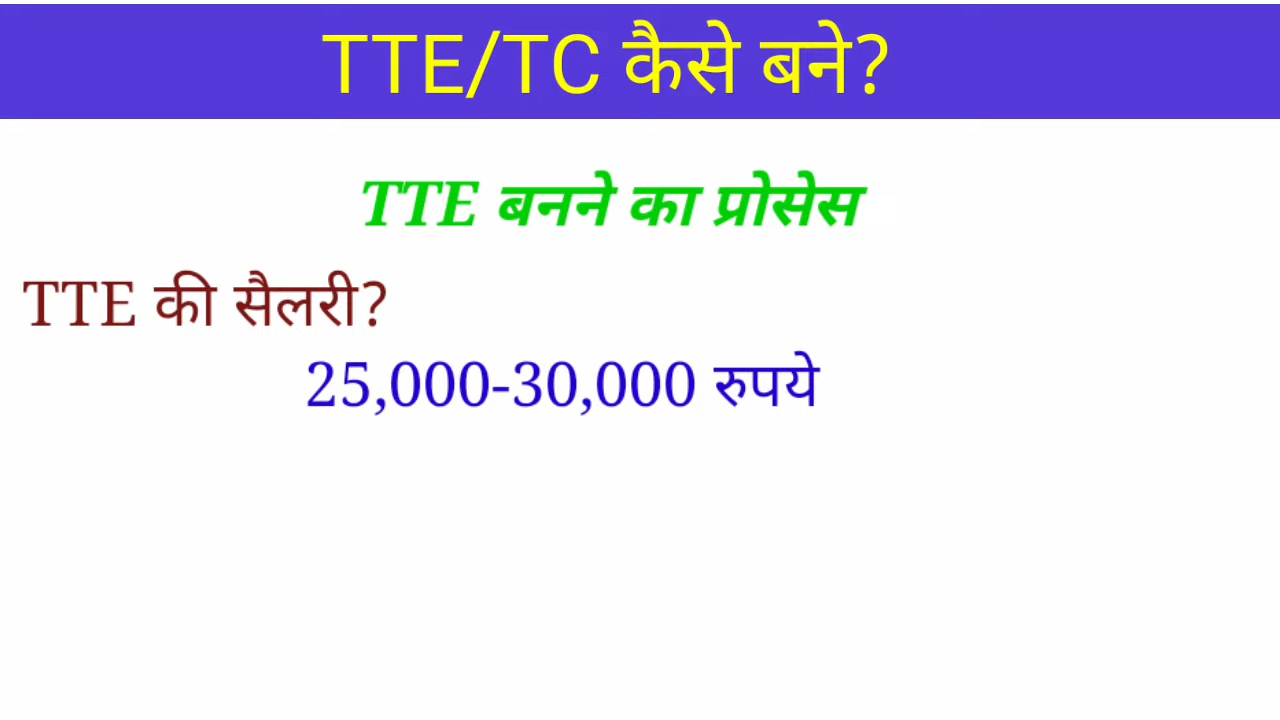 TTE/TC कैसे बने?
TTE बनने का प्रोसेस
TTE की सैलरी?
25,000-30,000 रुपये